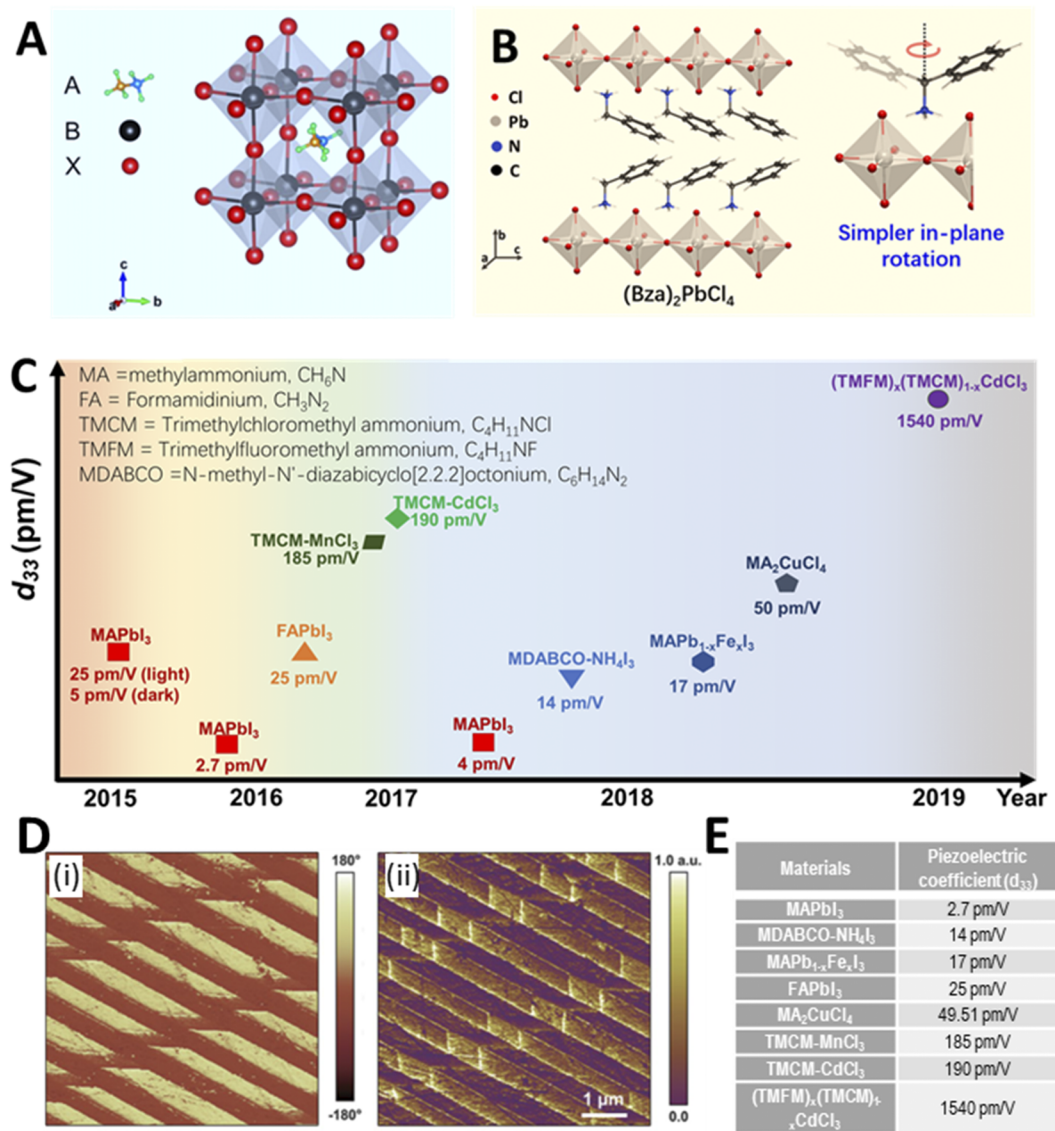 A
A
B
X
c
a
b
B
Cl
Pb
N
C
b
a
c
(Bza)₂PbCl₄
Simpler in-plane
rotation
C
MA =methylammonium, CH₆N
FA = Formamidinium, CH₃N₂
TMCM = Trimethylchloromethyl ammonium, C₄H₁₁NCl
TMFM = Trimethylfluoromethyl ammonium, C₄H₁₁NF
MDABCO =N-methyl-N'-diazabicyclo[2.2.2]octonium, C₆H₁₄N₂
(TMFM)ₓ(TMCM)₁₋ₓCdCl₃
1540 pm/V
TMCM-CdCl₃
190 pm/V
TMCM-MnCl₃
185 pm/V
MA₂CuCl₄
50 pm/V
MAPbI₃
25 pm/V (light)
5 pm/V (dark)
FAPbI₃
25 pm/V
MDABCO-NH₄I₃
14 pm/V
MAPb₁₋ₓFeₓI₃
17 pm/V
MAPbI₃
2.7 pm/V
MAPbI₃
4 pm/V
d₃₃ (pm/V)
2015
2016
2017
2018
2019
Year
D
(i)
180°
-180°
(ii)
1.0 a.u.
0.0
1 μm
E
Materials
Piezoelectric
coefficient (d₃₃)
MAPbI₃
2.7 pm/V
MDABCO-NH₄I₃
14 pm/V
MAPb₁₋ₓFeₓI₃
17 pm/V
FAPbI₃
25 pm/V
MA₂CuCl₄
49.51 pm/V
TMCM-MnCl₃
185 pm/V
TMCM-CdCl₃
190 pm/V
(TMFM)ₓ(TMCM)₁₋
ₓCdCl₃
1540 pm/V